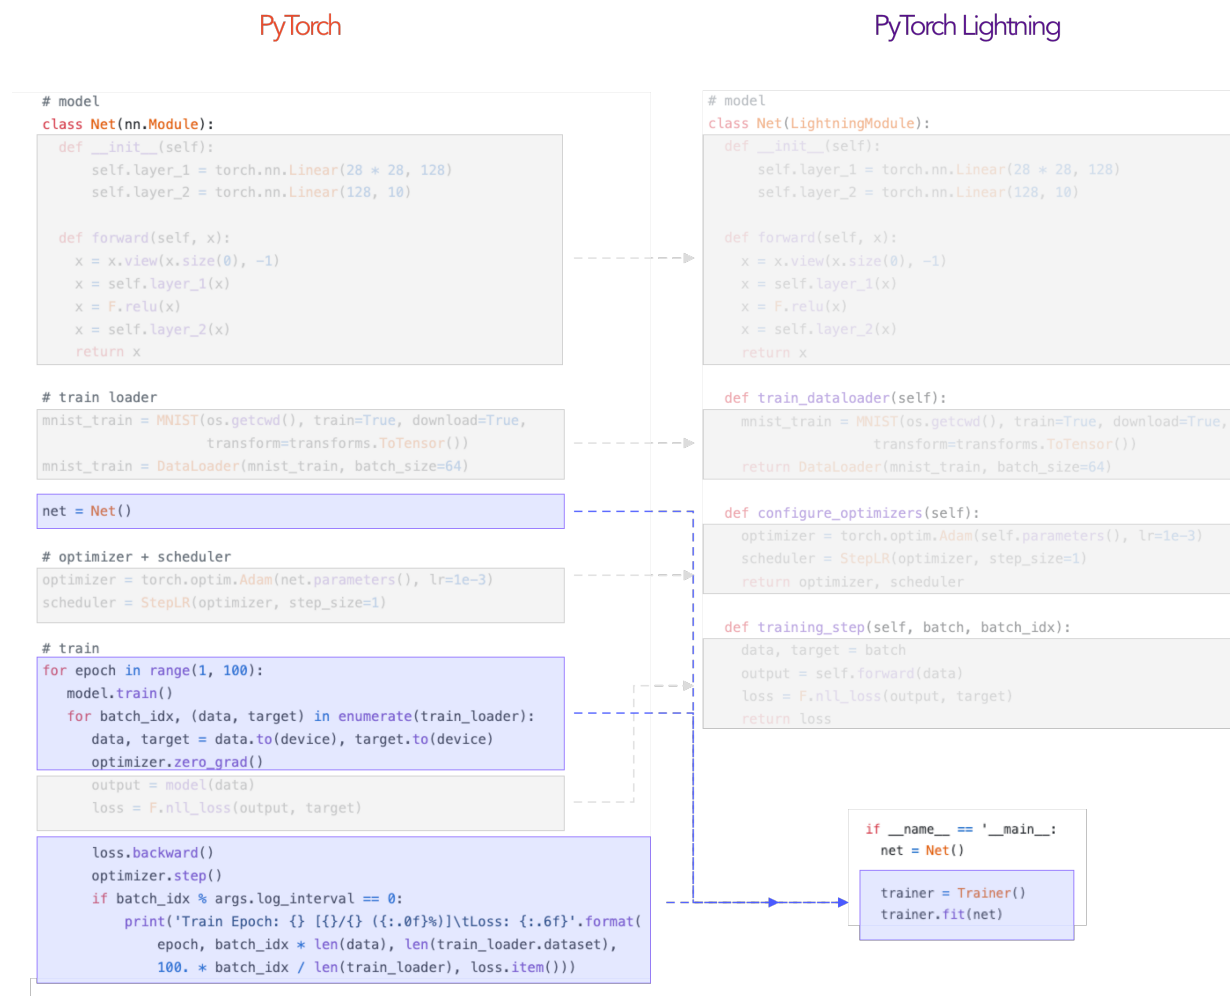 PyTorch
# model
class Net(nn.Module):
def __init__(self):
self.layer_1 = torch.nn.Linear(28 * 28, 128)
self.layer_2 = torch.nn.Linear(128, 10)
def forward(self, x):
x = x.view(x.size(0), -1)
x = self.layer_1(x)
x = F.relu(x)
x = self.layer_2(x)
return x
# train loader
mnist_train = MNIST(os.getcwd(), train=True, download=True,
transform=transforms.ToTensor())
mnist_train = DataLoader(mnist_train, batch_size=64)
net = Net()
# optimizer + scheduler
optimizer = torch.optim.Adam(net.parameters(), lr=1e-3)
scheduler = StepLR(optimizer, step_size=1)
# train
for epoch in range(1, 100):
model.train()
for batch_idx, (data, target) in enumerate(train_loader):
data, target = data.to(device), target.to(device)
optimizer.zero_grad()
output = model(data)
loss = F.nll_loss(output, target)
loss.backward()
optimizer.step()
if batch_idx % args.log_interval == 0:
print('Train Epoch: {} [{}/{} ({:.0f}%)]\tLoss: {:.6f}'.format(
epoch, batch_idx * len(data), len(train_loader.dataset),
100. * batch_idx / len(train_loader), loss.item()))
PyTorch Lightning
# model
class Net(LightningModule):
def __init__(self):
self.layer_1 = torch.nn.Linear(28 * 28, 128)
self.layer_2 = torch.nn.Linear(128, 10)
def forward(self, x):
x = x.view(x.size(0), -1)
x = self.layer_1(x)
x = F.relu(x)
x = self.layer_2(x)
return x
def train_dataloader(self):
mnist_train = MNIST(os.getcwd(), train=True, download=True,
transform=transforms.ToTensor())
return DataLoader(mnist_train, batch_size=64)
def configure_optimizers(self):
optimizer = torch.optim.Adam(self.parameters(), lr=1e-3)
scheduler = StepLR(optimizer, step_size=1)
return optimizer, scheduler
def training_step(self, batch, batch_idx):
data, target = batch
output = self.forward(data)
loss = F.nll_loss(output, target)
return loss
if __name__ == '__main__:
net = Net()
trainer = Trainer()
trainer.fit(net)